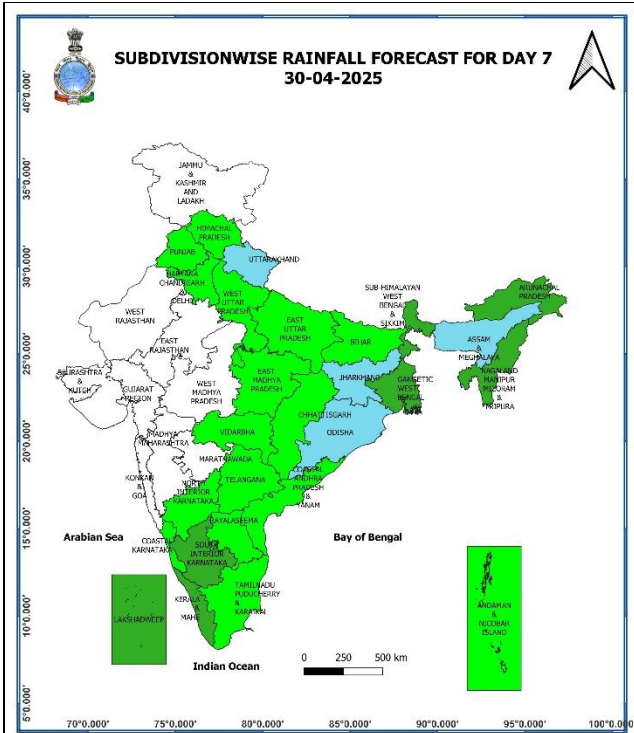 SUBDIVISIONWISE RAINFALL FORECAST FOR DAY 7
30-04-2025
40°0.000'
35°0.000'
30°0.000'
25°0.000'
20°0.000'
15°0.000'
10°0.000'
5°0.000'
JAMMU
&
KASHMIR
AND
LADAKH
HIMACHAL
PRADESH
PUNJAB
UTTARAKHAND
HARYANA
CHANDIGARH
&
DELHI
WEST
UTTAR
PRADESH
WEST
RAJASTHAN
EAST
RAJASTHAN
EAST
UTTAR
PRADESH
SUB-HIMALAYAN
WEST
BENGAL
&
SIKKIM
ARUNACHAL
PRADESH
BIHAR
ASSAM
&
MEGHALAYA
NAGALAND
MANIPUR
MIZORAM
&
TRIPURA
SAURASHTRA
&
KUTCH
GUJARAT
REGION
WEST
MADHYA
PRADESH
EAST
MADHYA
PRADESH
JHARKHAND
GANGETIC
WEST
BENGAL
CHHATTISGARH
ODISHA
VIDARBHA
MADHYA
MAHARASHTRA
MARATHAWADA
KONKAN
&
GOA
NORTH
INTERIOR
KARNATAKA
TELANGANA
COASTAL
ANDHRA
PRADESH
&
YANAM
RAYALASEEMA
Arabian Sea
Bay of Bengal
COASTAL
KARNATAKA
SOUTH
INTERIOR
KARNATAKA
LAKSHADWEEP
KERALA
&
MAHE
TAMILNADU
PUDUCHERRY
&
KARAIKAL
ANDAMAN
&
NICOBAR
ISLAND
Indian Ocean
0 250 500 km
70°0.000' 75°0.000' 80°0.000' 85°0.000' 90°0.000' 95°0.000' 100°0.000'